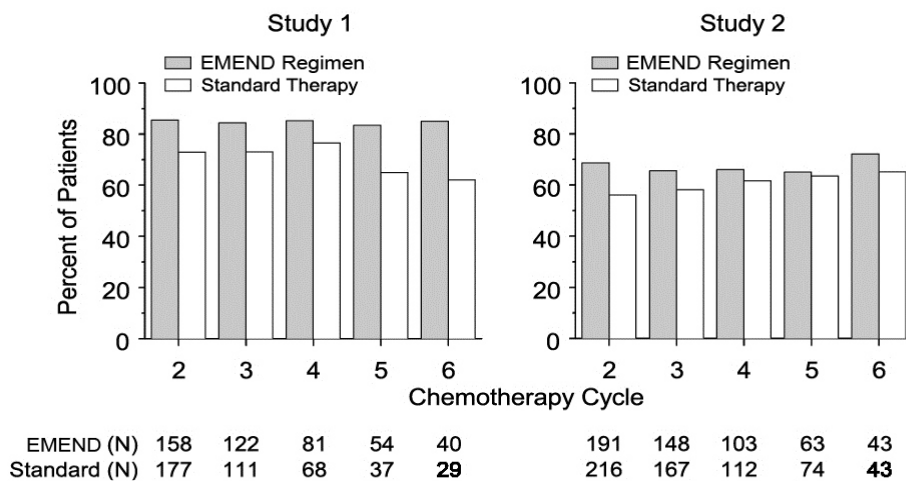 Study 1
EMEND Regimen
Standard Therapy
Percent of Patients
100
80
60
40
20
0
2 3 4 5 6
Study 2
EMEND Regimen
Standard Therapy
100
80
60
40
20
0
2 3 4 5 6
Chemotherapy Cycle
EMEND (N) 158 122 81 54 40 191 148 103 63 43
Standard (N) 177 111 68 37 29 216 167 112 74 43